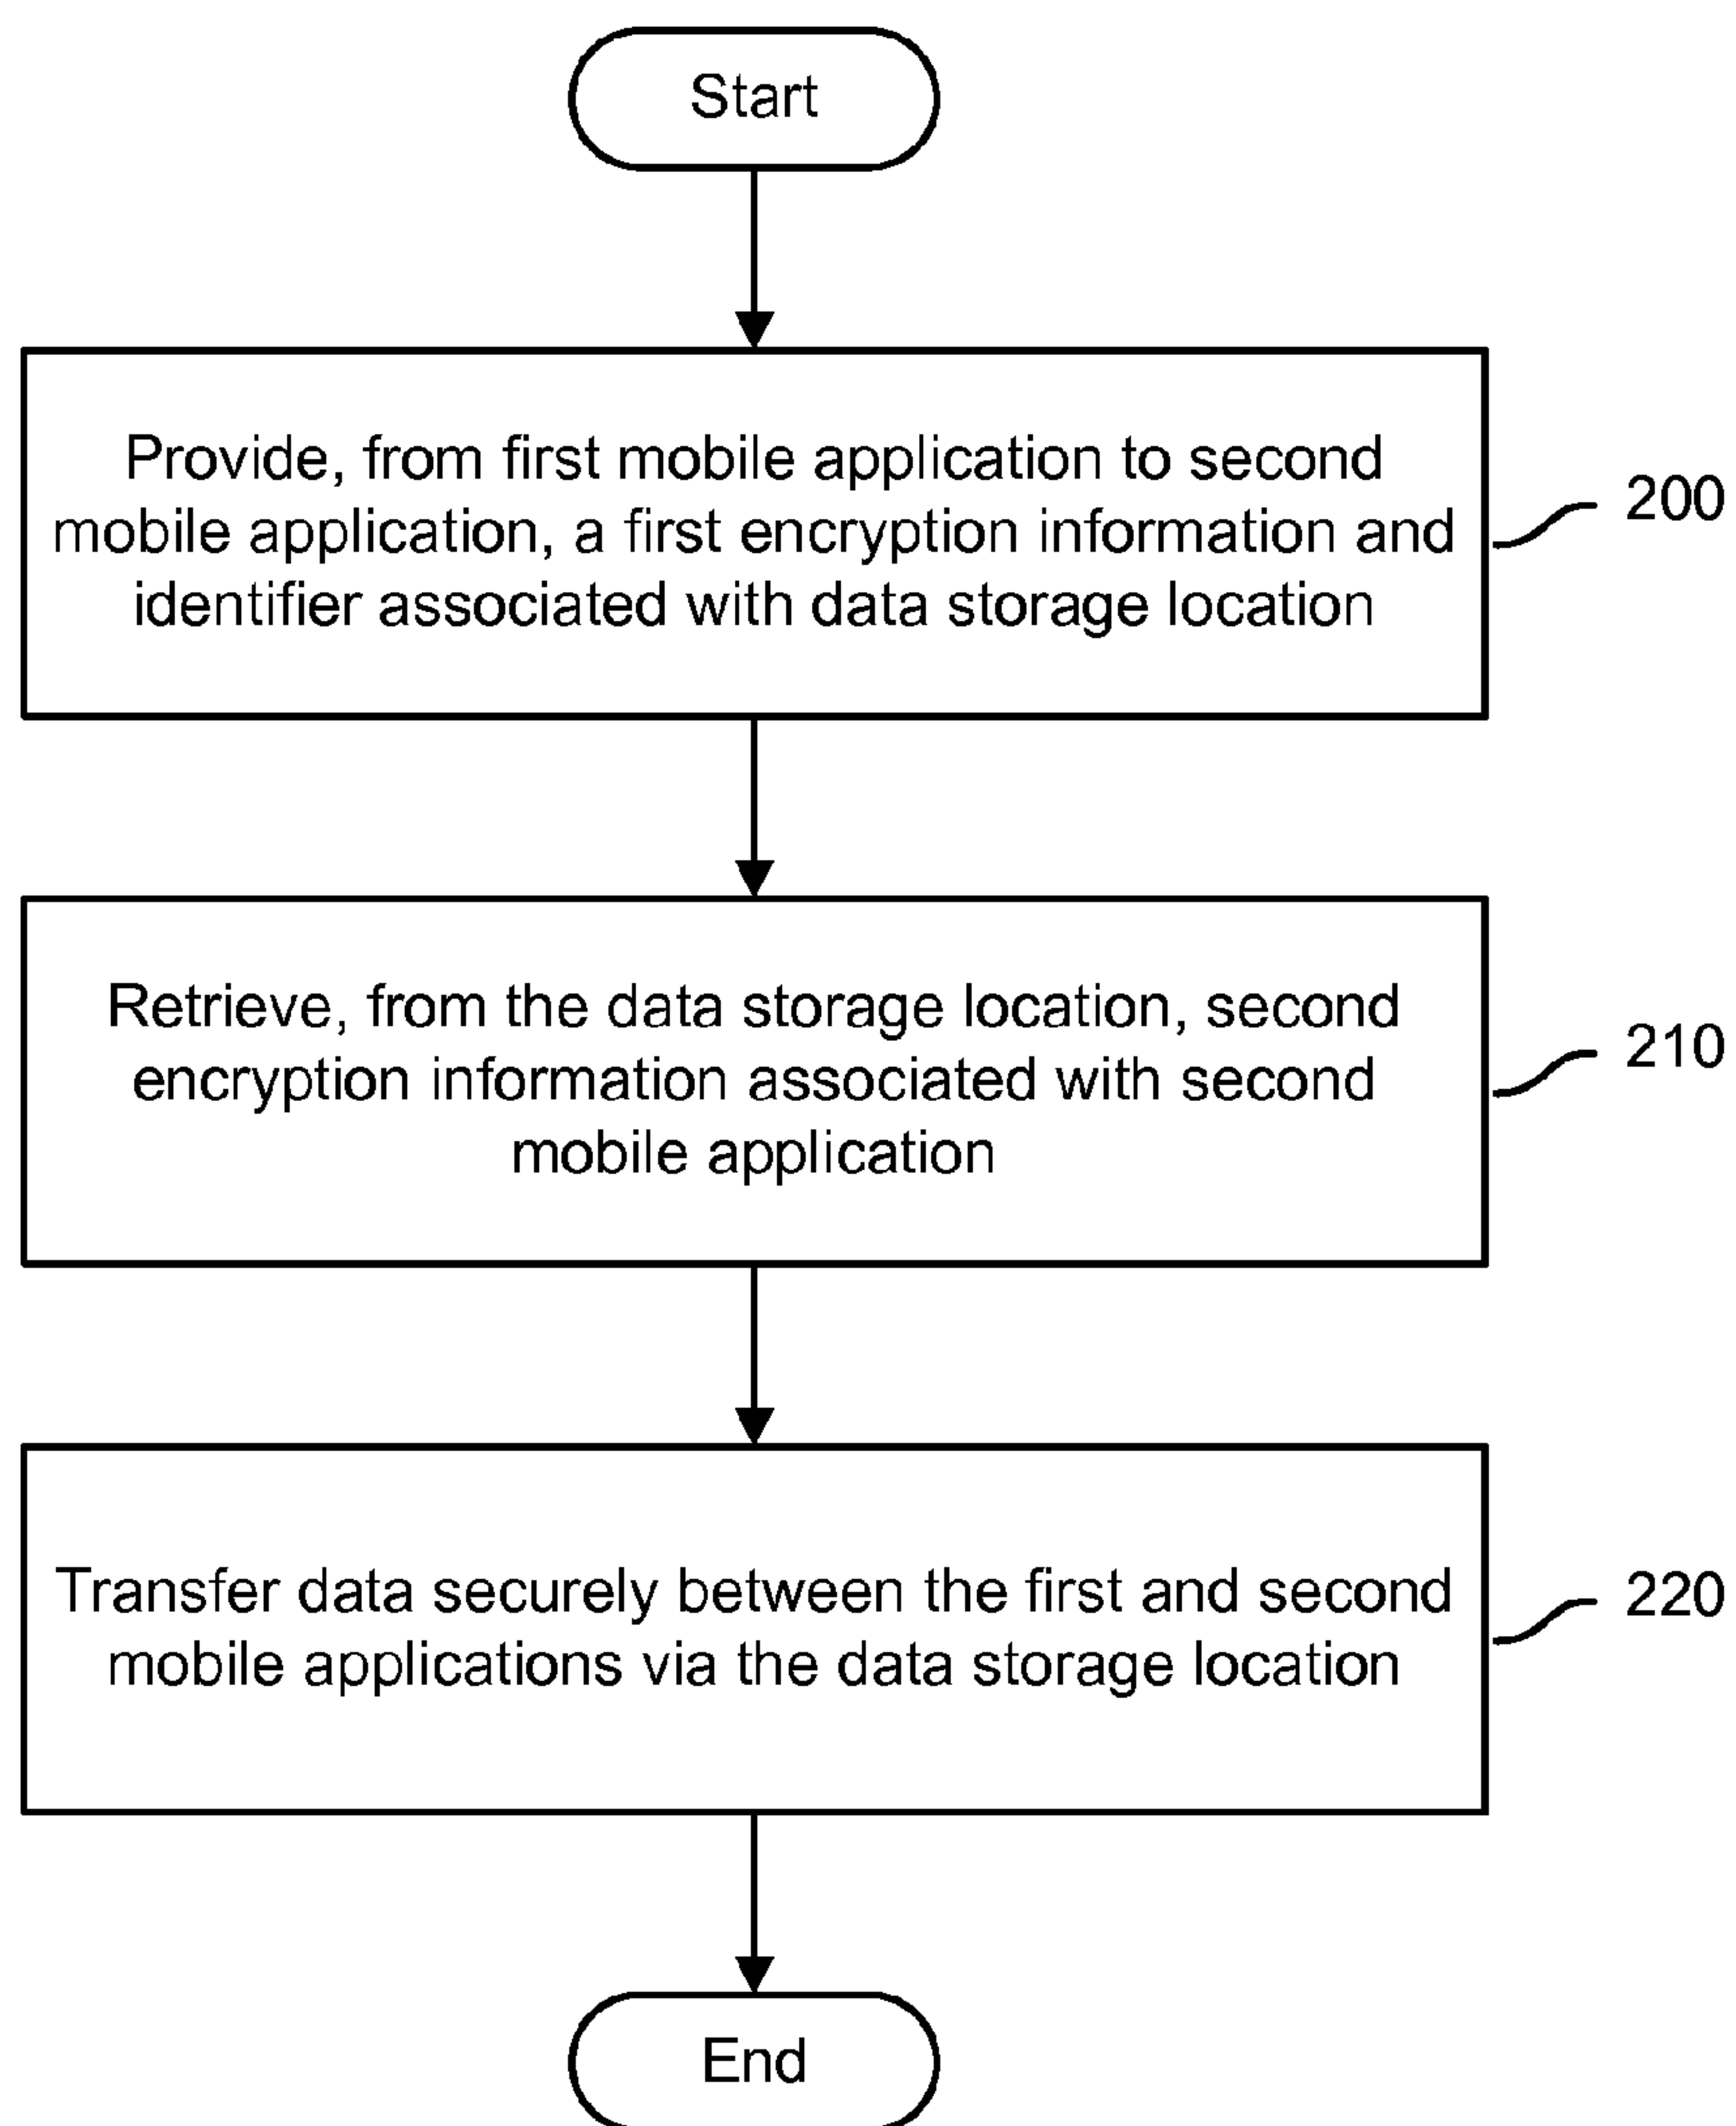 Start
Provide, from first mobile application to second
mobile application, a first encryption information and
identifier associated with data storage location
200
Retrieve, from the data storage location, second
encryption information associated with second
mobile application
210
Transfer data securely between the first and second
mobile applications via the data storage location
220
End